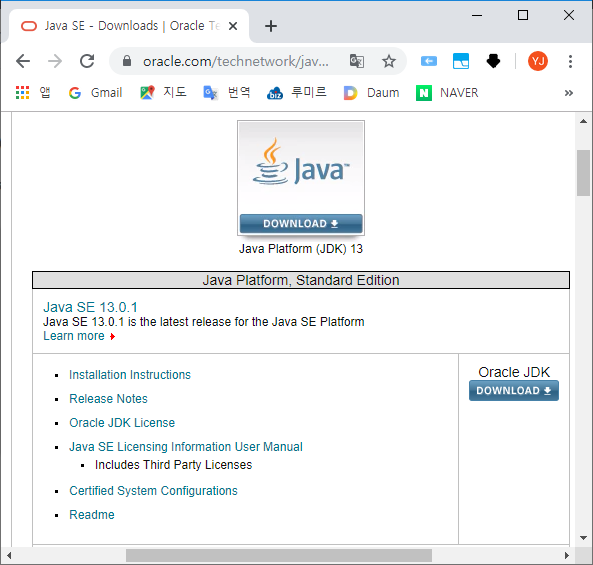 Java SE - Downloads | Oracle Te
oracle.com/technetwork/jav...
YJ
앱
G Gmail
지도
번역
biz 루미르
D Daum
N NAVER
»
Java™
DOWNLOAD
Java Platform (JDK) 13
Java Platform, Standard Edition
Java SE 13.0.1
Java SE 13.0.1 is the latest release for the Java SE Platform
Learn more
Oracle JDK
DOWNLOAD
Installation Instructions
Release Notes
Oracle JDK License
Java SE Licensing Information User Manual
Includes Third Party Licenses
Certified System Configurations
Readme